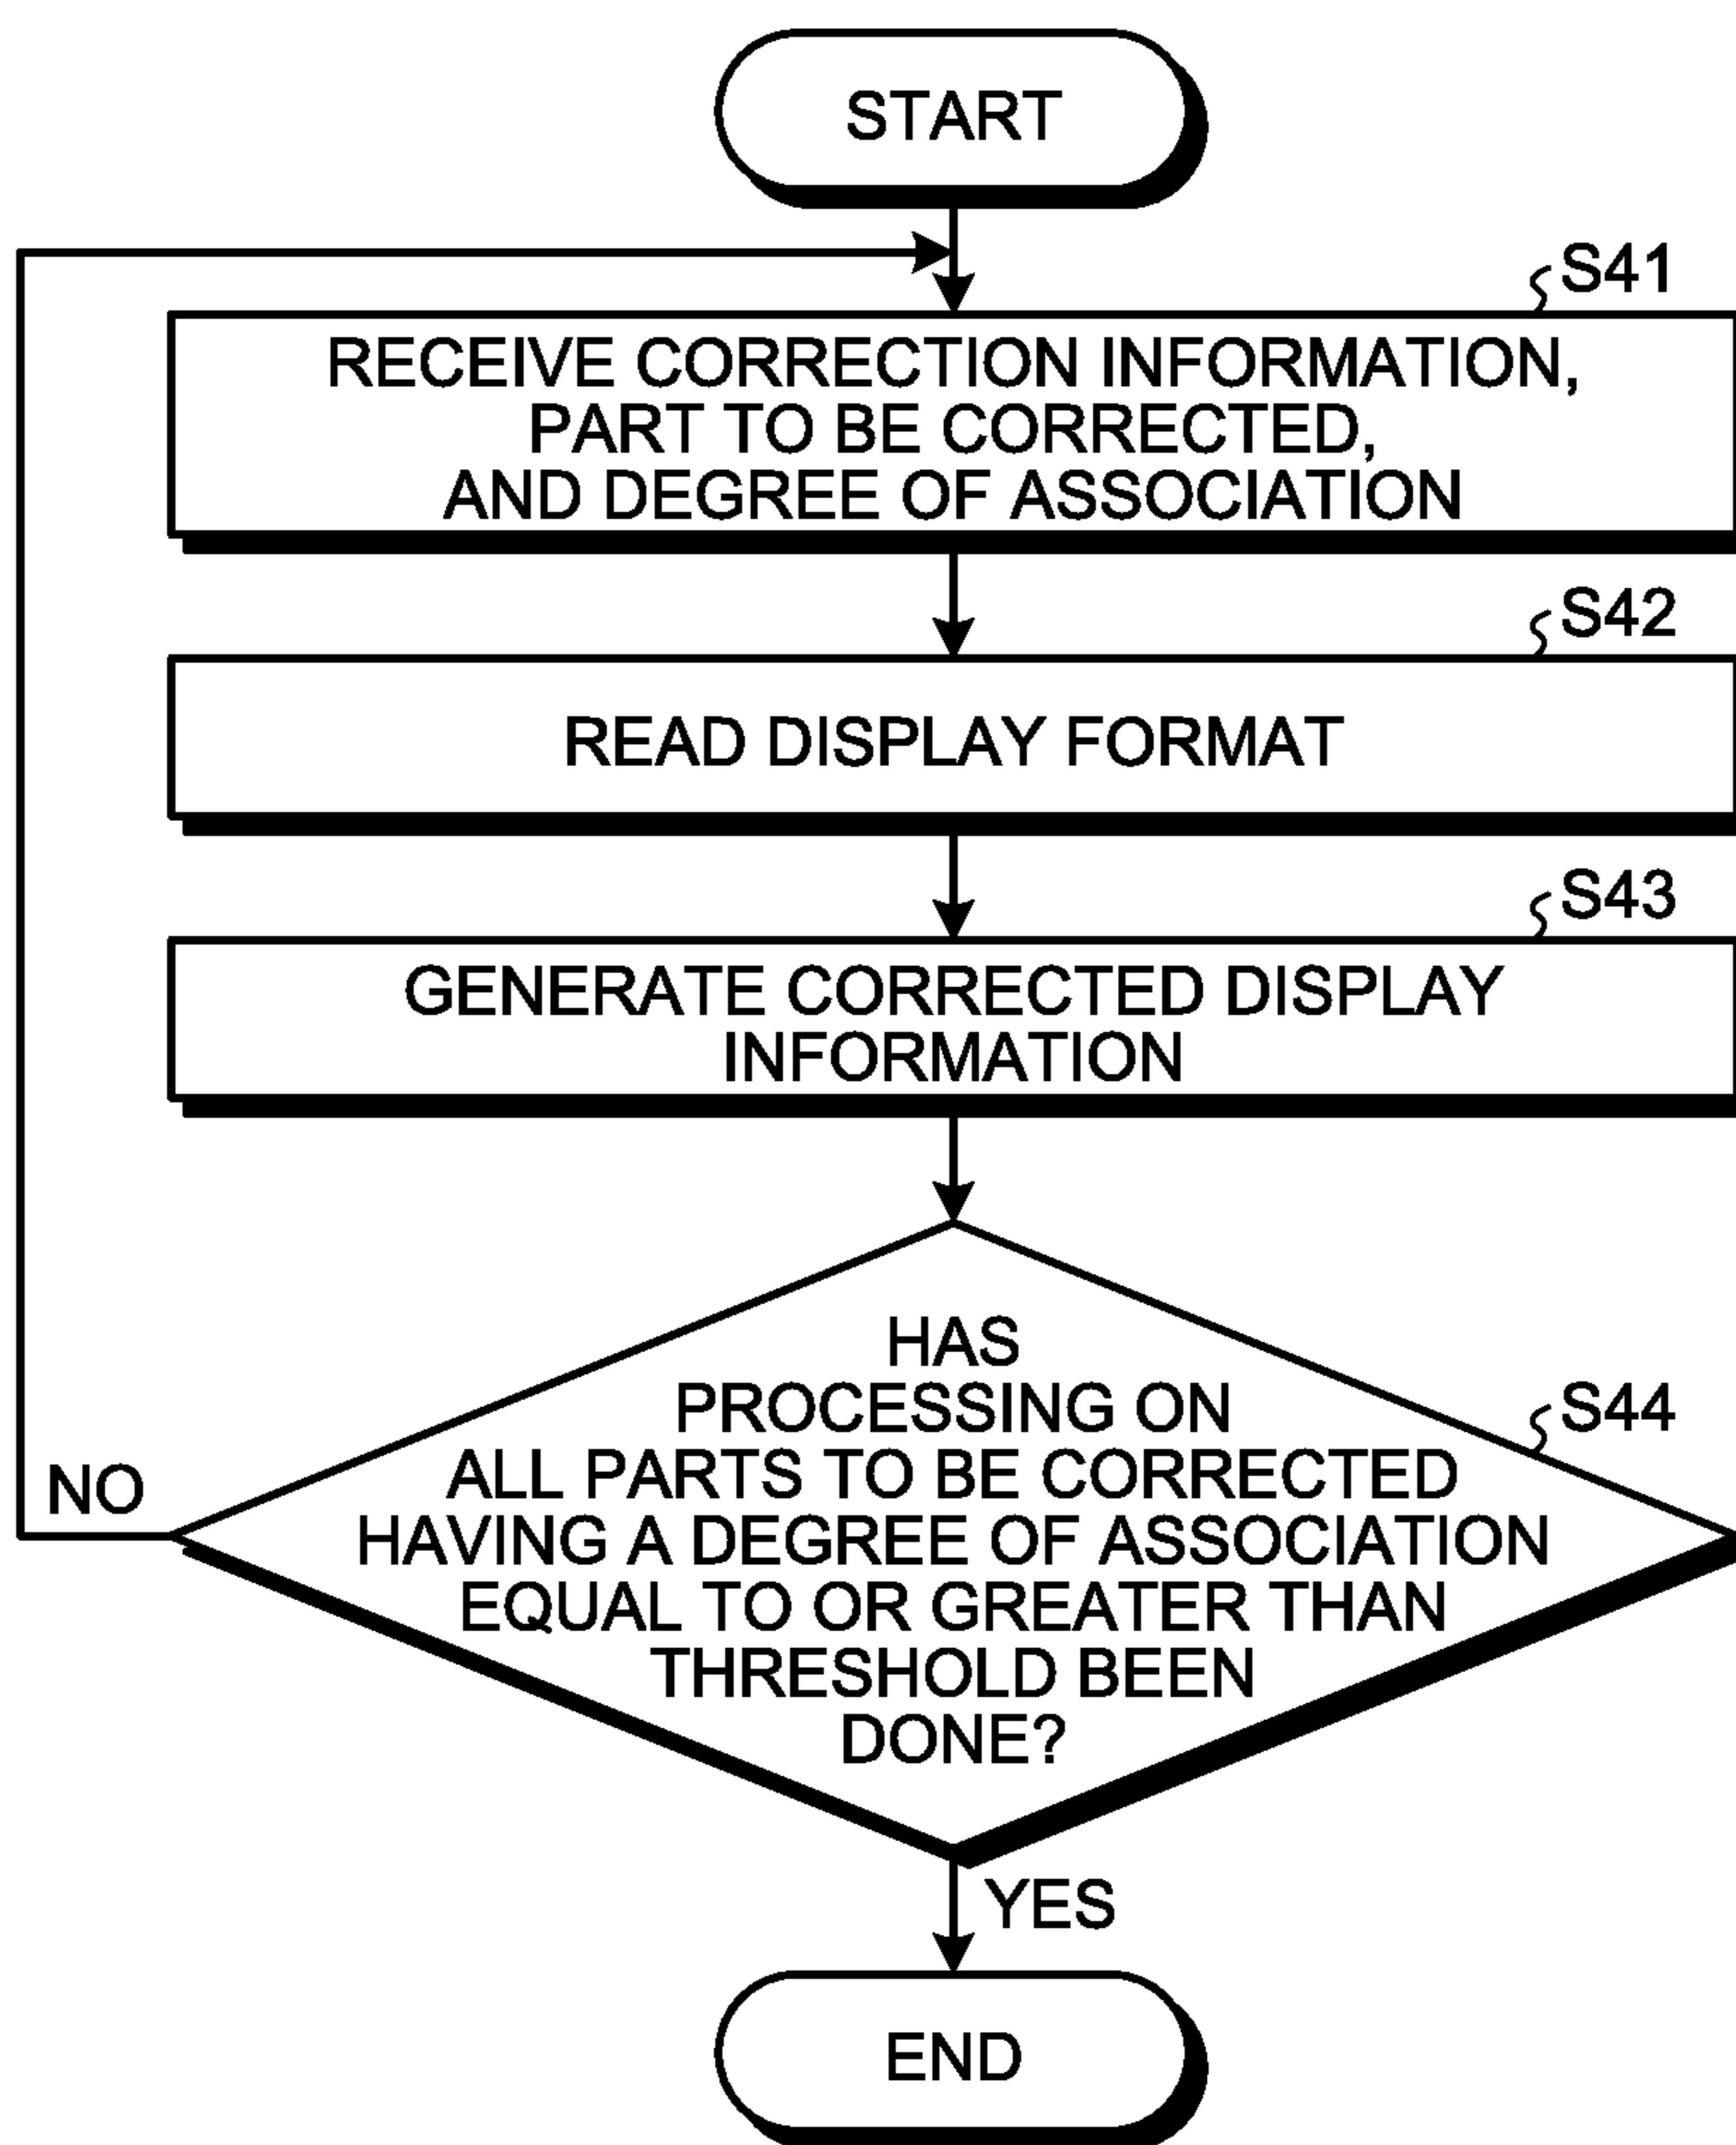 START
S41
RECEIVE CORRECTION INFORMATION,
PART TO BE CORRECTED,
AND DEGREE OF ASSOCIATION
S42
READ DISPLAY FORMAT
S43
GENERATE CORRECTED DISPLAY
INFORMATION
HAS
PROCESSING ON
S44
ALL PARTS TO BE CORRECTED
NO
HAVING A DEGREE OF ASSOCIATION
EQUAL TO OR GREATER THAN
THRESHOLD BEEN
DONE?
YES
END